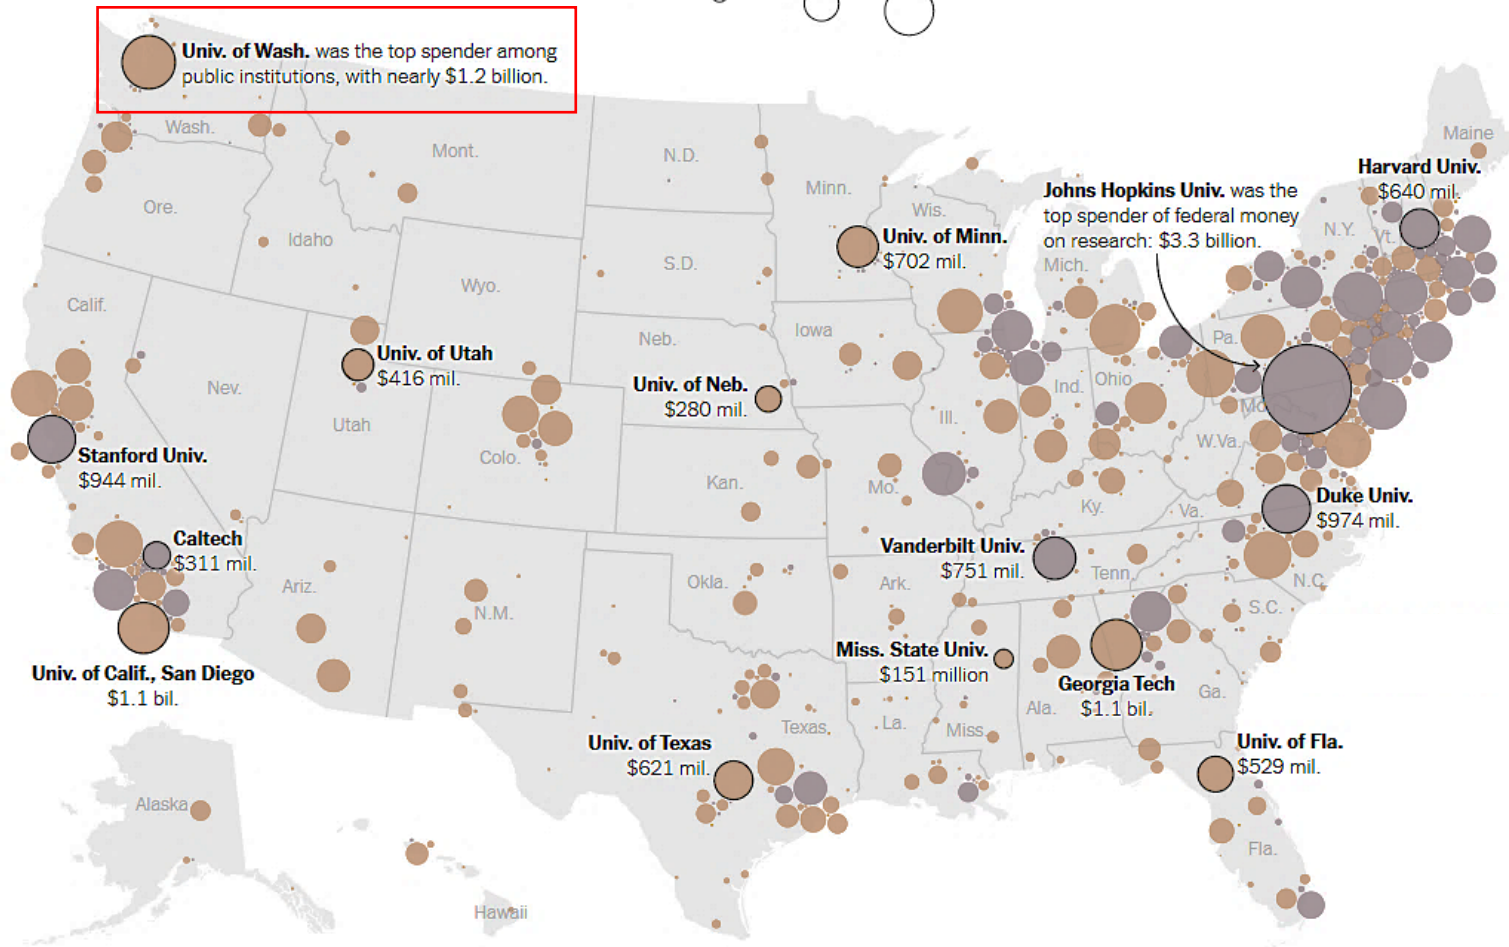 Univ. of Wash. was the top spender among
public institutions, with nearly $1.2 billion.
Wash.
Mont.
N.D.
Minn.
Maine
Harvard Univ.
$640 mil.
Johns Hopkins Univ. was the
top spender of federal money
on research: $3.3 billion.
Ore.
Idaho
Wis.
N.Y.
Vt.
Univ. of Minn.
$702 mil.
S.D.
Mich.
Wyo.
Calif.
Neb.
Iowa
Pa.
Univ. of Utah
$416 mil.
Nev.
Utah
Univ. of Neb.
$280 mil.
Ind.
Ohio
Ill.
W.Va.
Stanford Univ.
$944 mil.
Colo.
Kan.
Mo.
Ky.
Va.
Duke Univ.
$974 mil.
Caltech
$311 mil.
Vanderbilt Univ.
$751 mil.
Ariz.
N.M.
Okla.
Ark.
Tenn.
N.C.
S.C.
Univ. of Calif., San Diego
$1.1 bil.
Miss. State Univ.
$151 million
Georgia Tech
$1.1 bil.
Ga.
Ala.
Miss.
La.
Texas
Univ. of Texas
$621 mil.
Univ. of Fla.
$529 mil.
Fla.
Alaska
Hawaii